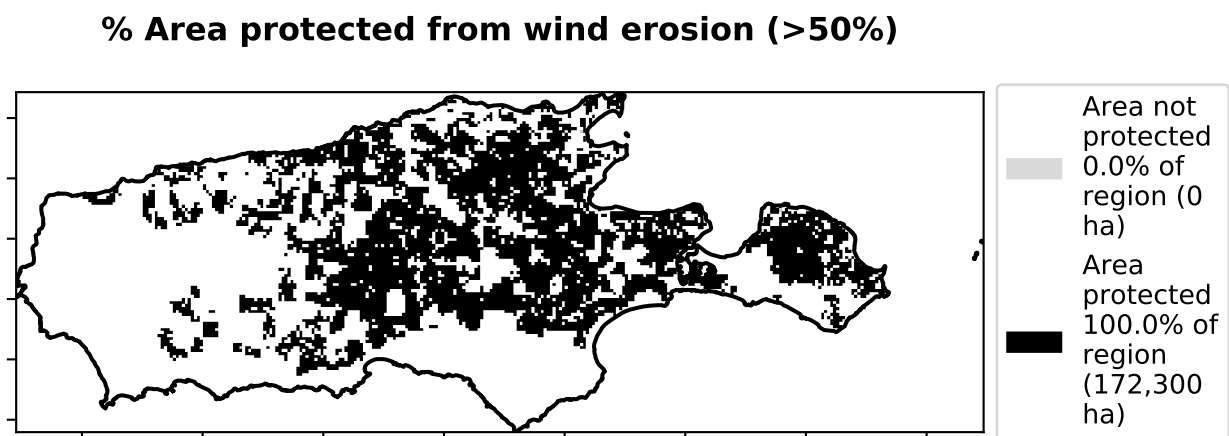 % Area protected from wind erosion (>50%)
Area not
protected
0.0% of
region (0
ha)
Area
protected
100.0% of
region
(172,300
ha)